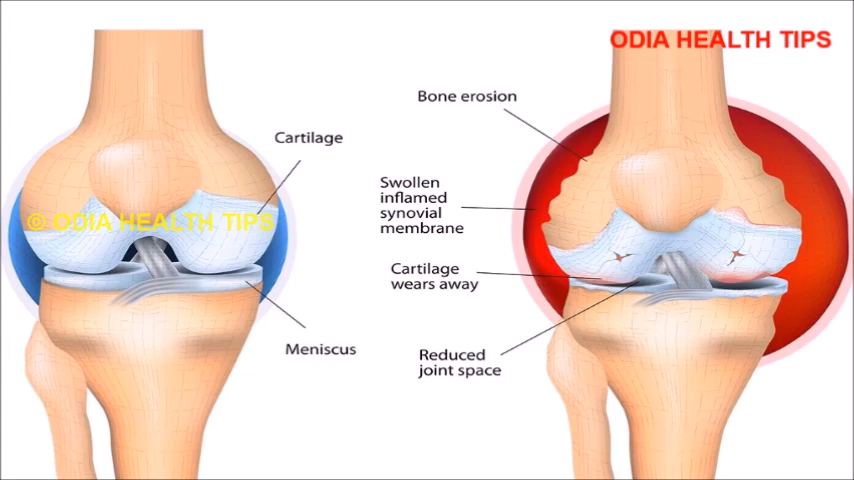 ODIA HEALTH TIPS
Bone erosion
Cartilage
Swollen
inflamed
synovial
membrane
© ODIA HEALTH TIPS
Cartilage
wears away
Meniscus
Reduced
joint space